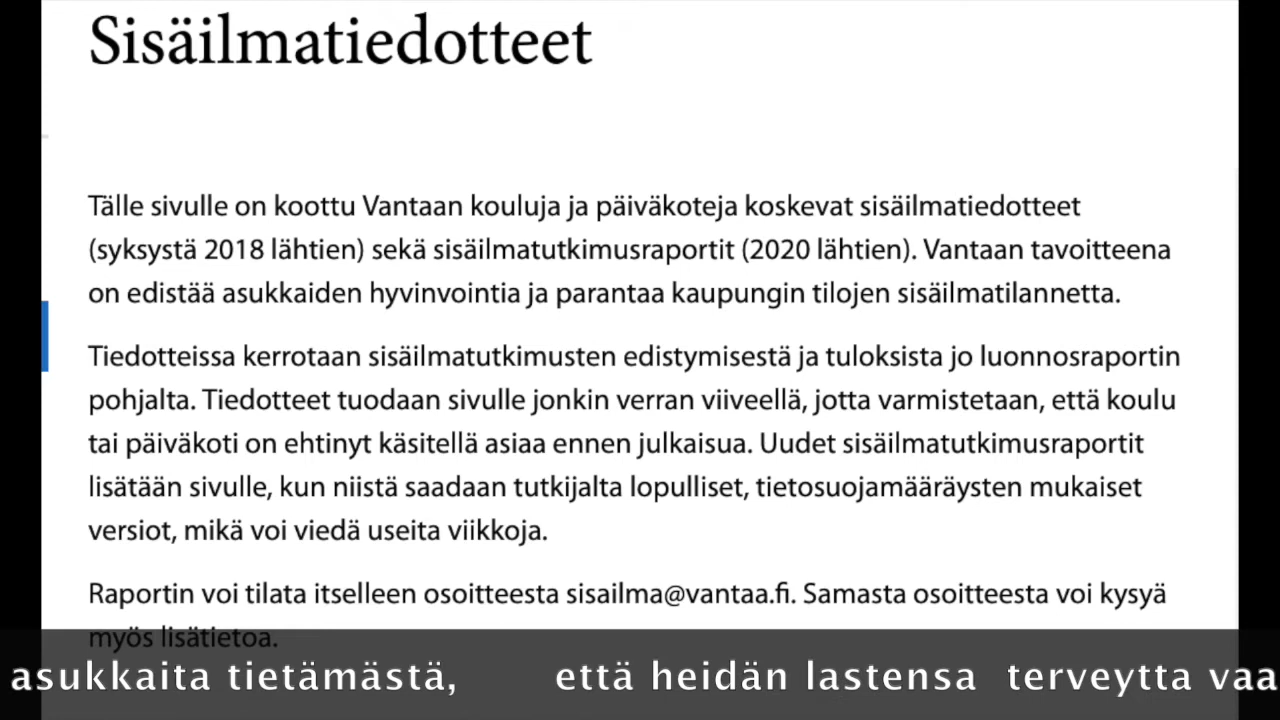 Sisäilmatiedotteet
Tälle sivulle on koottu Vantaan kouluja ja päiväkoteja koskevat sisäilmatiedotteet
(syksystä 2018 lähtien) sekä sisäilmatutkimusraportit (2020 lähtien). Vantaan tavoitteena
on edistää asukkaiden hyvinvointia ja parantaa kaupungin tilojen sisäilmatilannetta.
Tiedotteissa kerrotaan sisäilmatutkimusten edistymisestä ja tuloksista jo luonnosraportin
pohjalta. Tiedotteet tuodaan sivulle jonkin verran viiveellä, jotta varmistetaan, että koulu
tai päiväkoti on ehtinyt käsitellä asiaa ennen julkaisua. Uudet sisäilmatutkimusraportit
lisätään sivulle, kun niistä saadaan tutkijalta lopulliset, tietosuojamääräysten mukaiset
versiot, mikä voi viedä useita viikkoja.
Raportin voi tilata itselleen osoitteesta sisailma@vantaa.fi. Samasta osoitteesta voi kysyä
myös lisätietoa.
asukkaita tietämästä, että heidän lastensa terveytta vaa